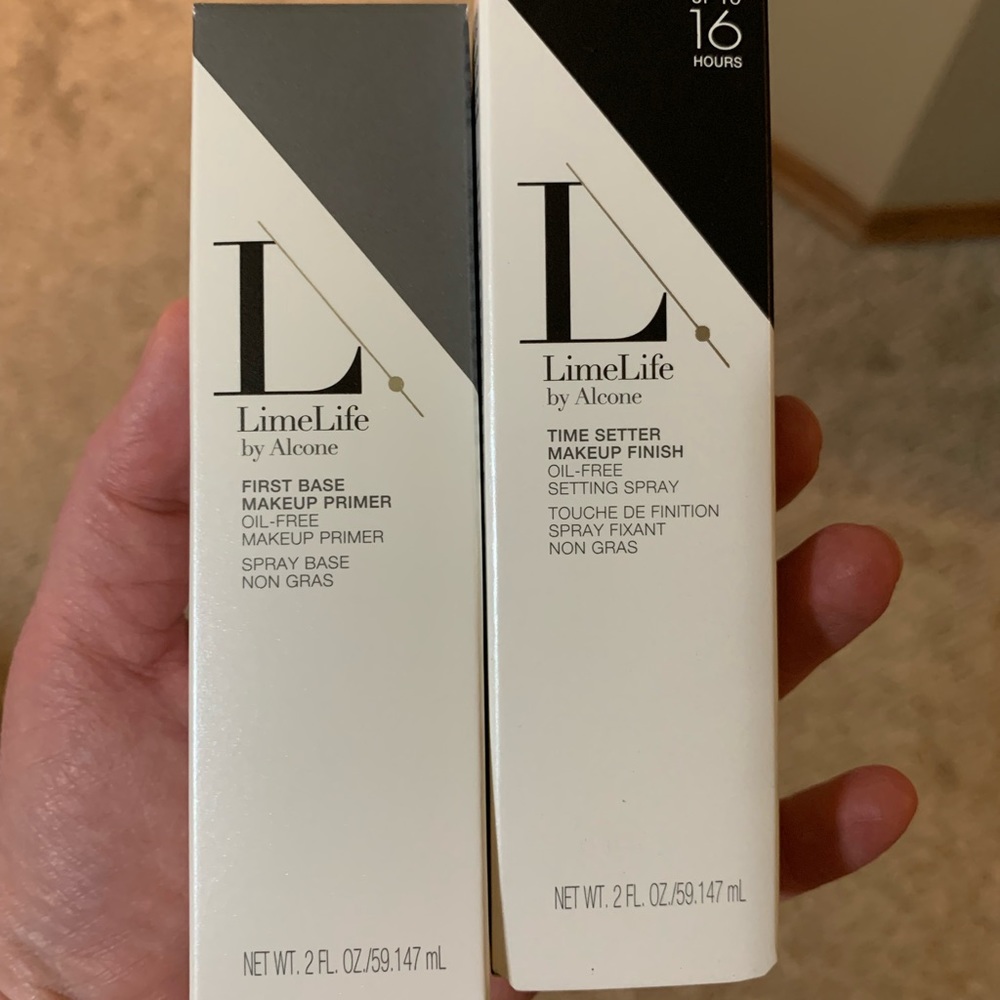 L
LimeLife
by Alcone
FIRST BASE
MAKEUP PRIMER
OIL-FREE
MAKEUP PRIMER
SPRAY BASE
NON GRAS
NET WT. 2 FL. OZ./59.147 mL
16
HOURS
L
LimeLife
by Alcone
TIME SETTER
MAKEUP FINISH
OIL-FREE
SETTING SPRAY
TOUCHE DE FINITION
SPRAY FIXANT
NON GRAS
NET WT. 2 FL. OZ./59.147 mL